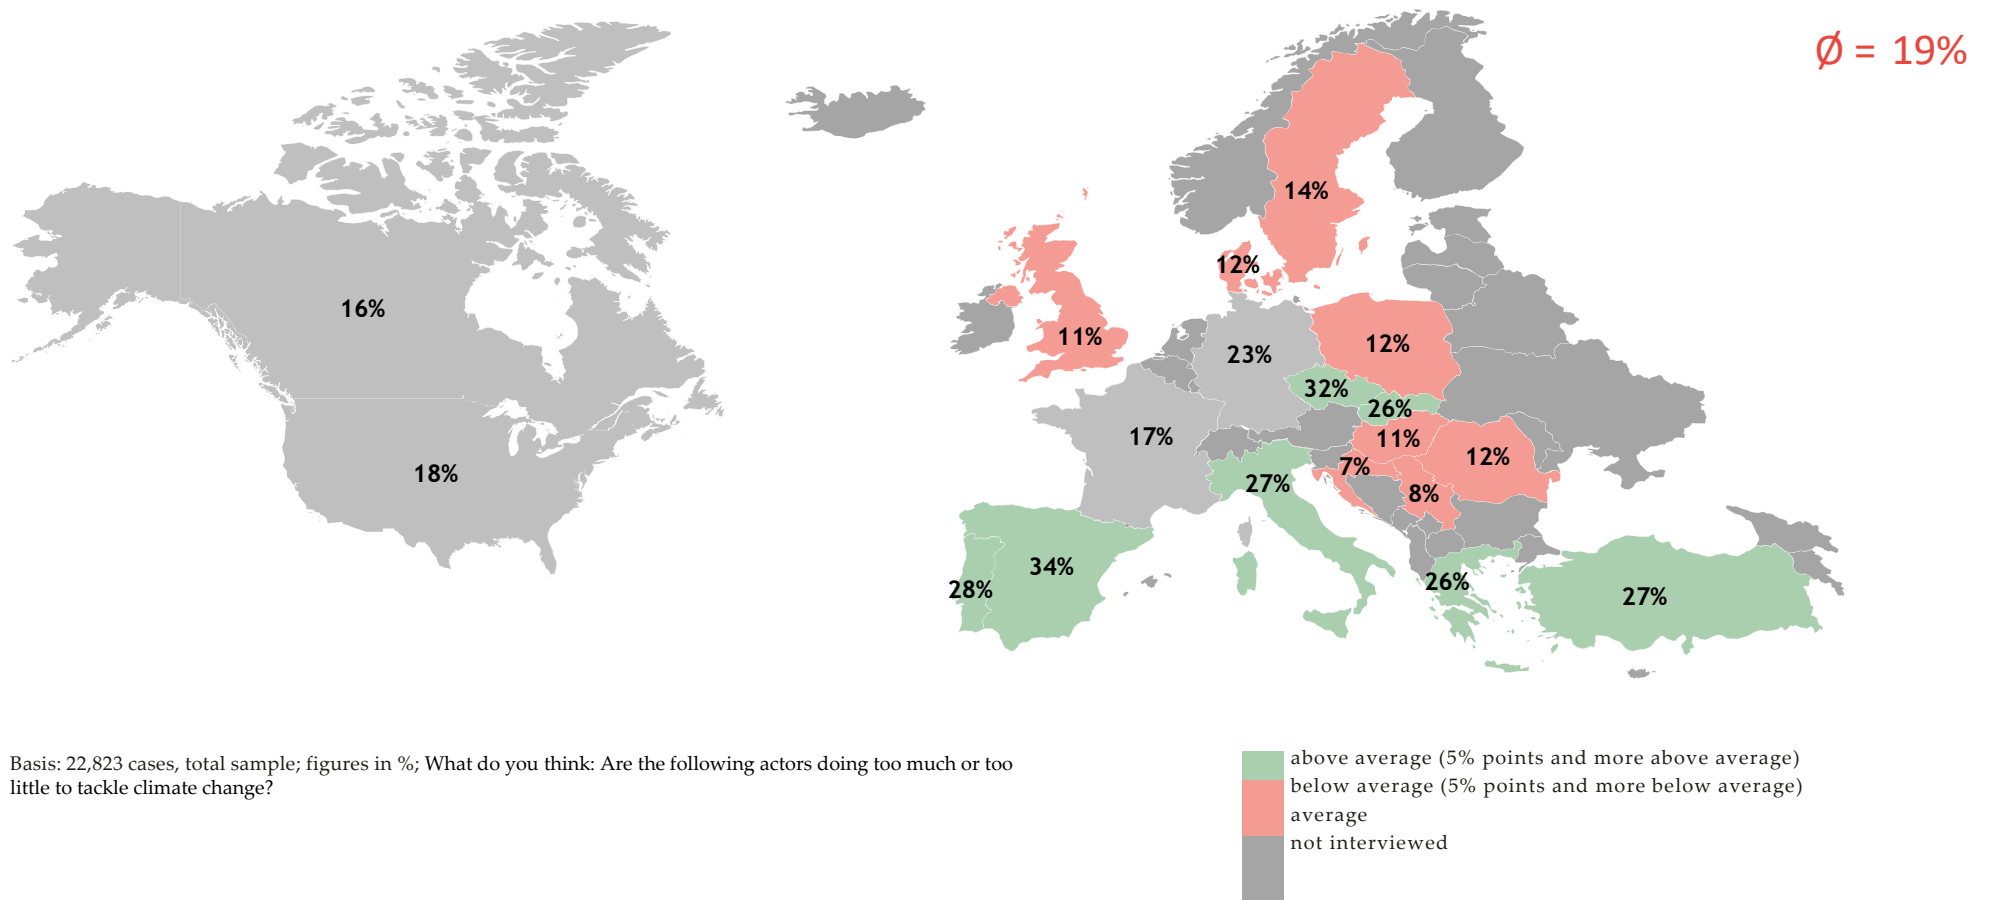 Ø = 19%
14%
12%
16%
11%
12%
23%
32%
26%
17%
11%
12%
7%
18%
27%
8%
34%
26%
28%
27%
Basis: 22,823 cases, total sample; figures in %; What do you think: Are the following actors doing too much or too
little to tackle climate change?
above average (5% points and more above average)
below average (5% points and more below average)
average
not interviewed